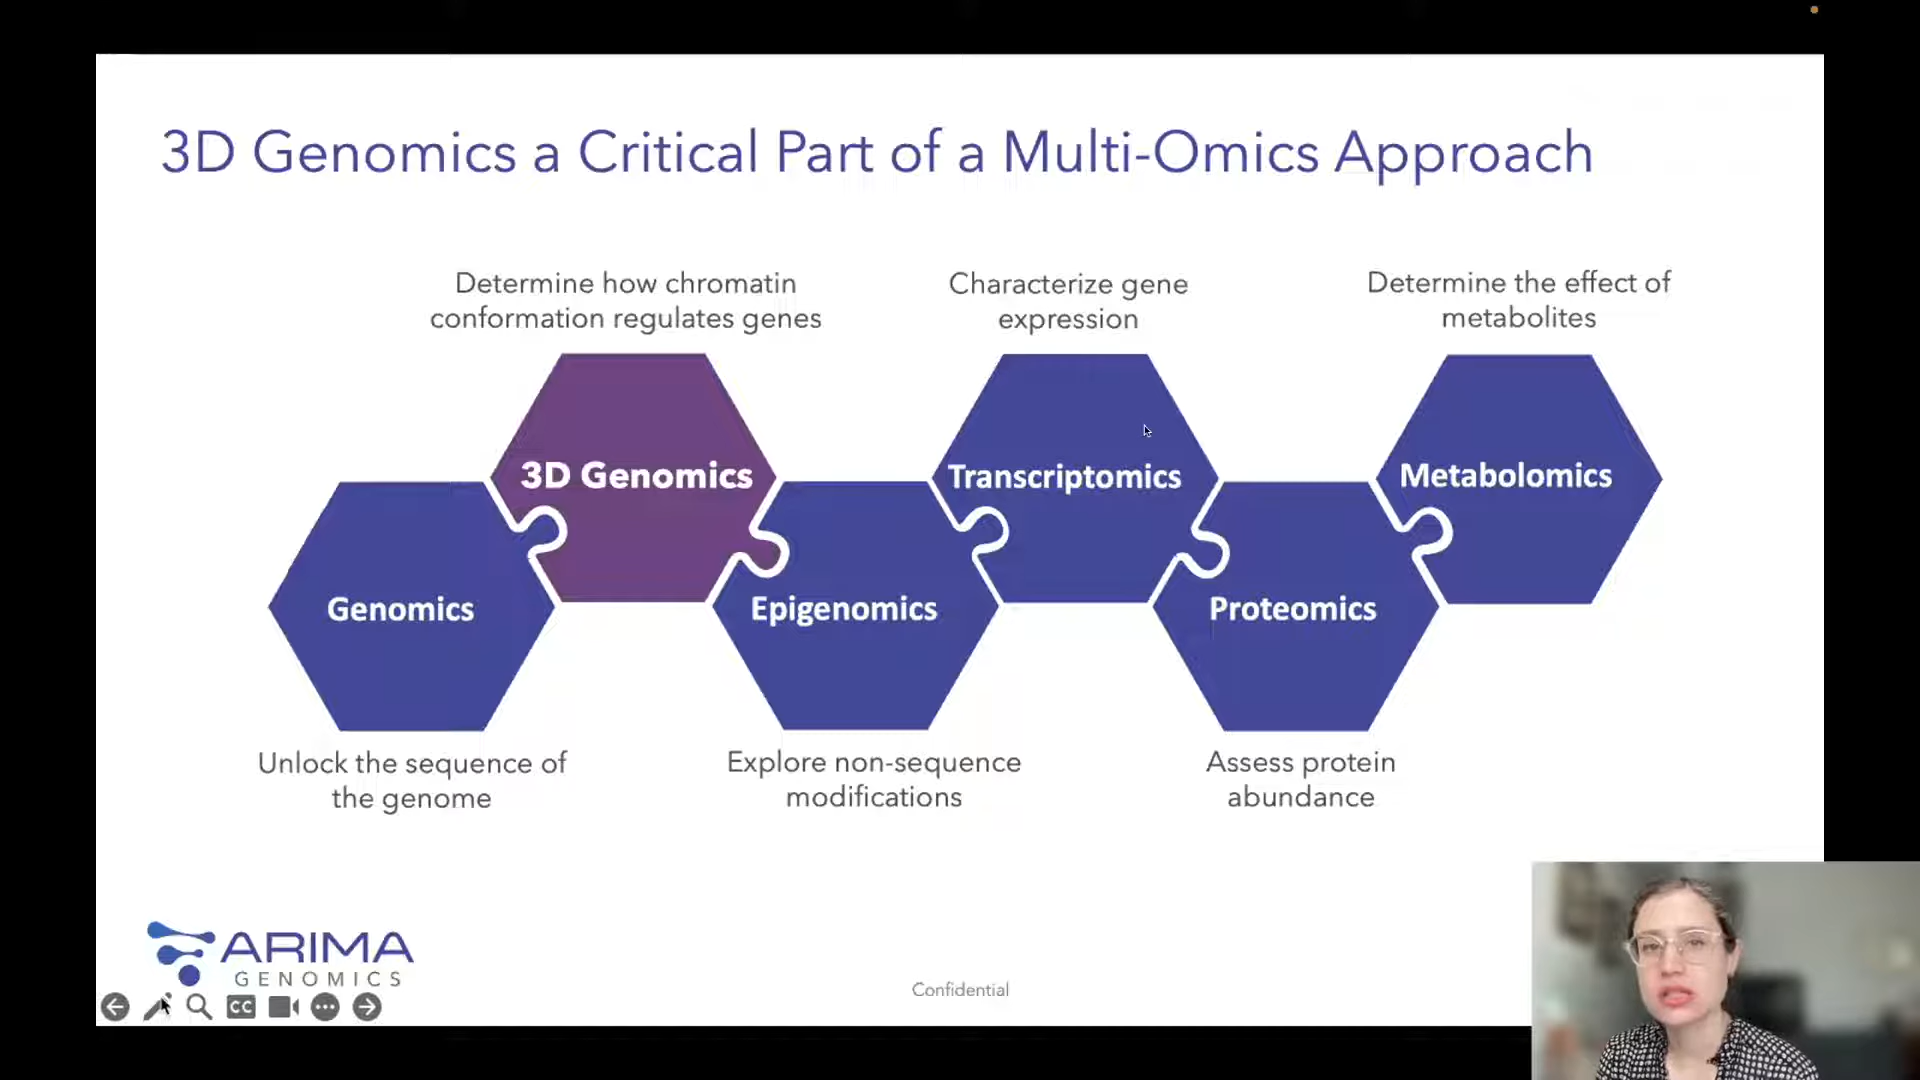 3D Genomics a Critical Part of a Multi-Omics Approach
Determine how chromatin
conformation regulates genes
Characterize gene
expression
Determine the effect of
metabolites
3D Genomics
Transcriptomics
Metabolomics
Genomics
Epigenomics
Proteomics
Unlock the sequence of
the genome
Explore non-sequence
modifications
Assess protein
abundance
ARIMA
GENOMICS
Confidential
CC